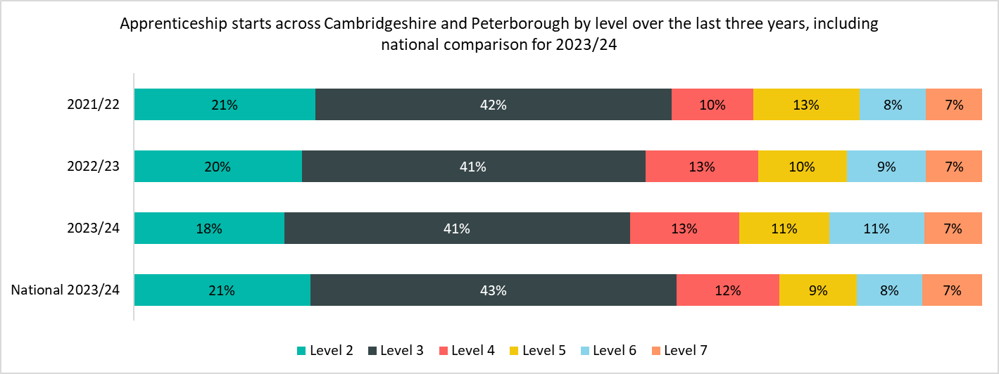 Apprenticeship starts across Cambridgeshire and Peterborough by level over the last three years, including
national comparison for 2023/24
2021/22 21% 42% 10% 13% 8% 7%
2022/23 20% 41% 13% 10% 9% 7%
2023/24 18% 41% 13% 11% 11% 7%
National 2023/24 21% 43% 12% 9% 8% 7%
Level 2 Level 3 Level 4 Level 5 Level 6 Level 7